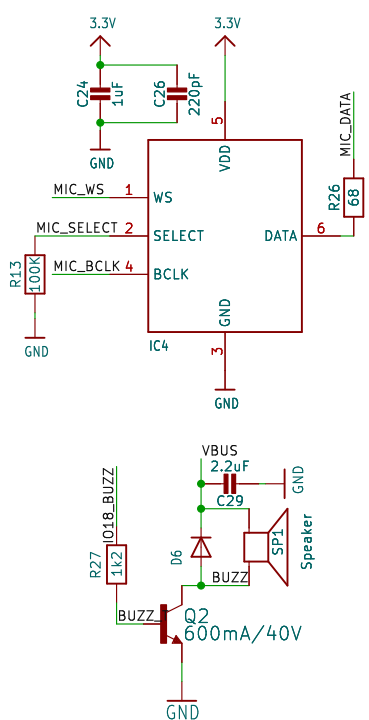 3.3V
3.3V
C24
1uF
C26
220pF
GND
MIC_DATA
R26
68
5
VDD
MIC_WS
1
WS
MIC_SELECT
2
SELECT
DATA
6
R13
100K
MIC_BCLK
4
BCLK
GND
GND
IC4
3
GND
VBUS
2.2uF
C29
GND
IO18_BUZZ
R27
1k2
D6
SP1
Speaker
BUZZ
BUZZ_
Q2
600mA/40V
GND